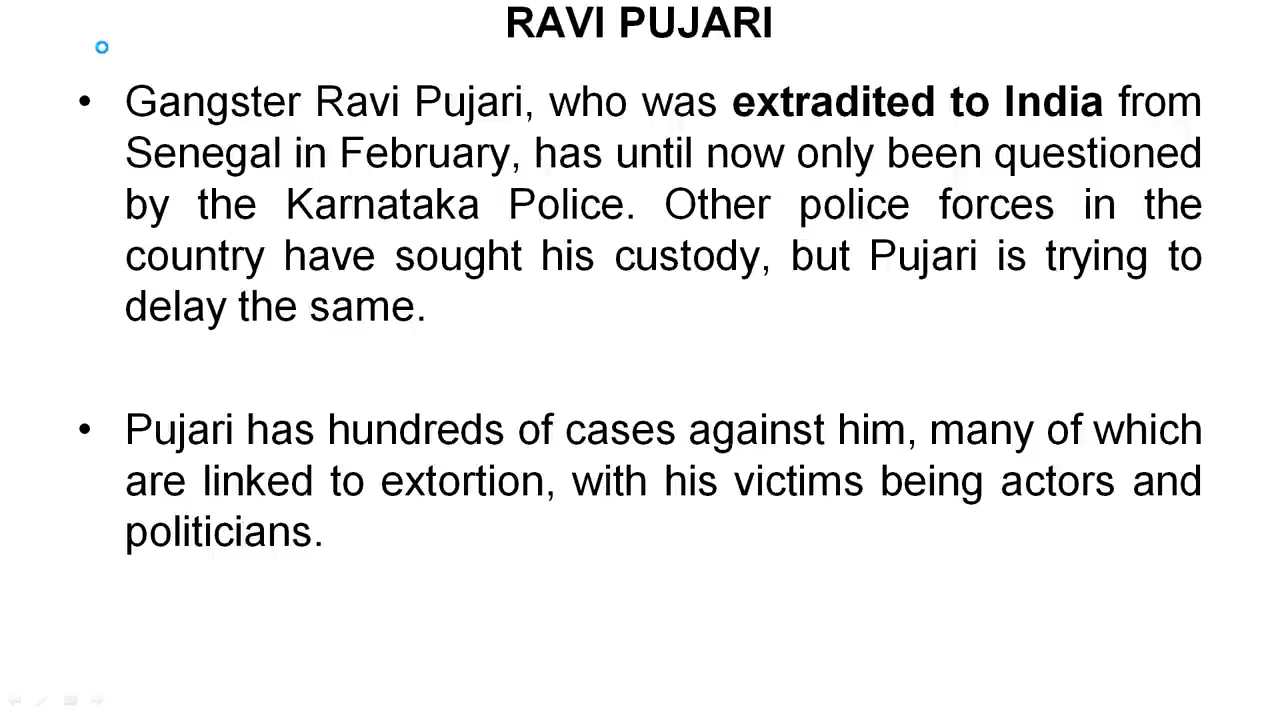 RAVI PUJARI
• Gangster Ravi Pujari, who was extradited to India from
Senegal in February, has until now only been questioned
by the Karnataka Police. Other police forces in the
country have sought his custody, but Pujari is trying to
delay the same.
• Pujari has hundreds of cases against him, many of which
are linked to extortion, with his victims being actors and
politicians.